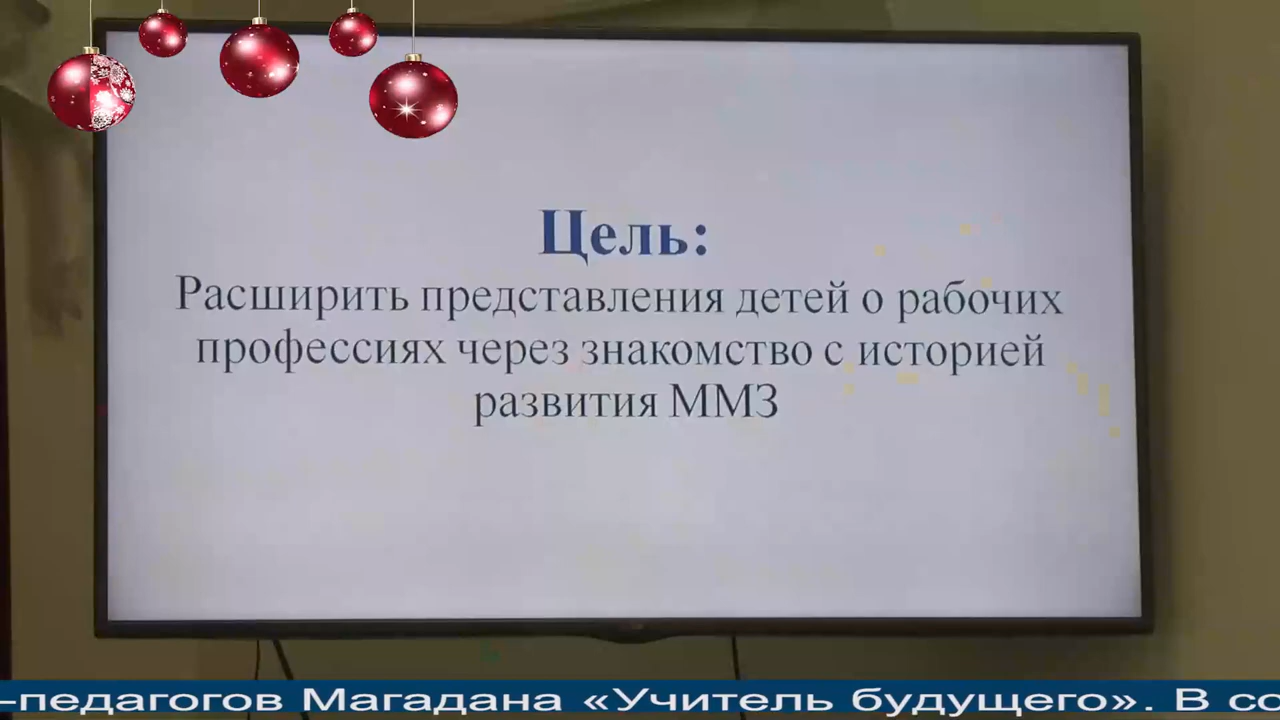 Цель:
Расширить представления детей о рабочих
профессиях через знакомство с историей
развития ММЗ
-педагогов Магадана «Учитель будущего». В со